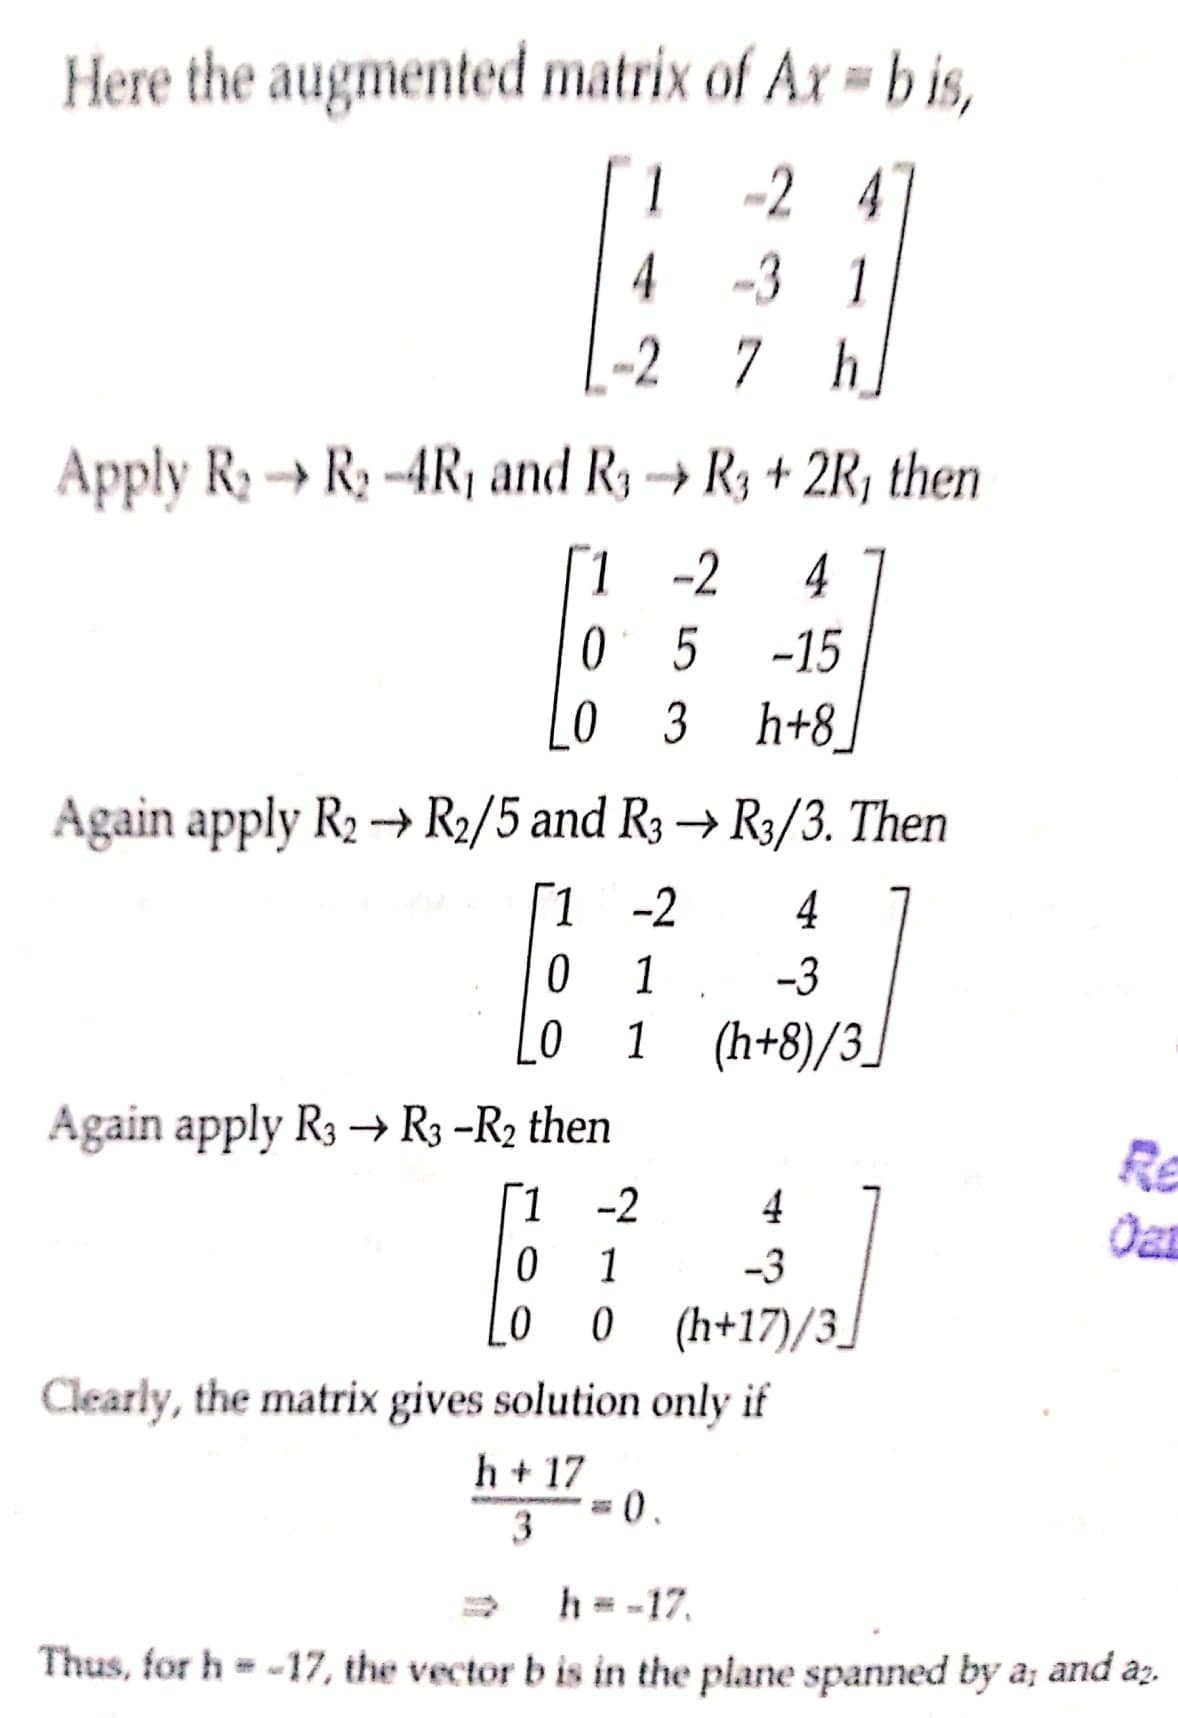 Here the augmented matrix of Ax = b is,
1 -2 4
4 -3 1
-2 7 h
Apply R₂ → R₂ -4R₁ and R₃ → R₃ + 2R₁ then
1 -2 4
0 5 -15
0 3 h+8
Again apply R₂ → R₂/5 and R₃ → R₃/3. Then
1 -2 4
0 1 -3
0 1 (h+8)/3
Again apply R₃ → R₃ -R₂ then
1 -2 4
0 1 -3
0 0 (h+17)/3
Clearly, the matrix gives solution only if
h + 17
3 = 0.
⇒ h = -17.
Thus, for h = -17, the vector b is in the plane spanned by a₁ and a₂.